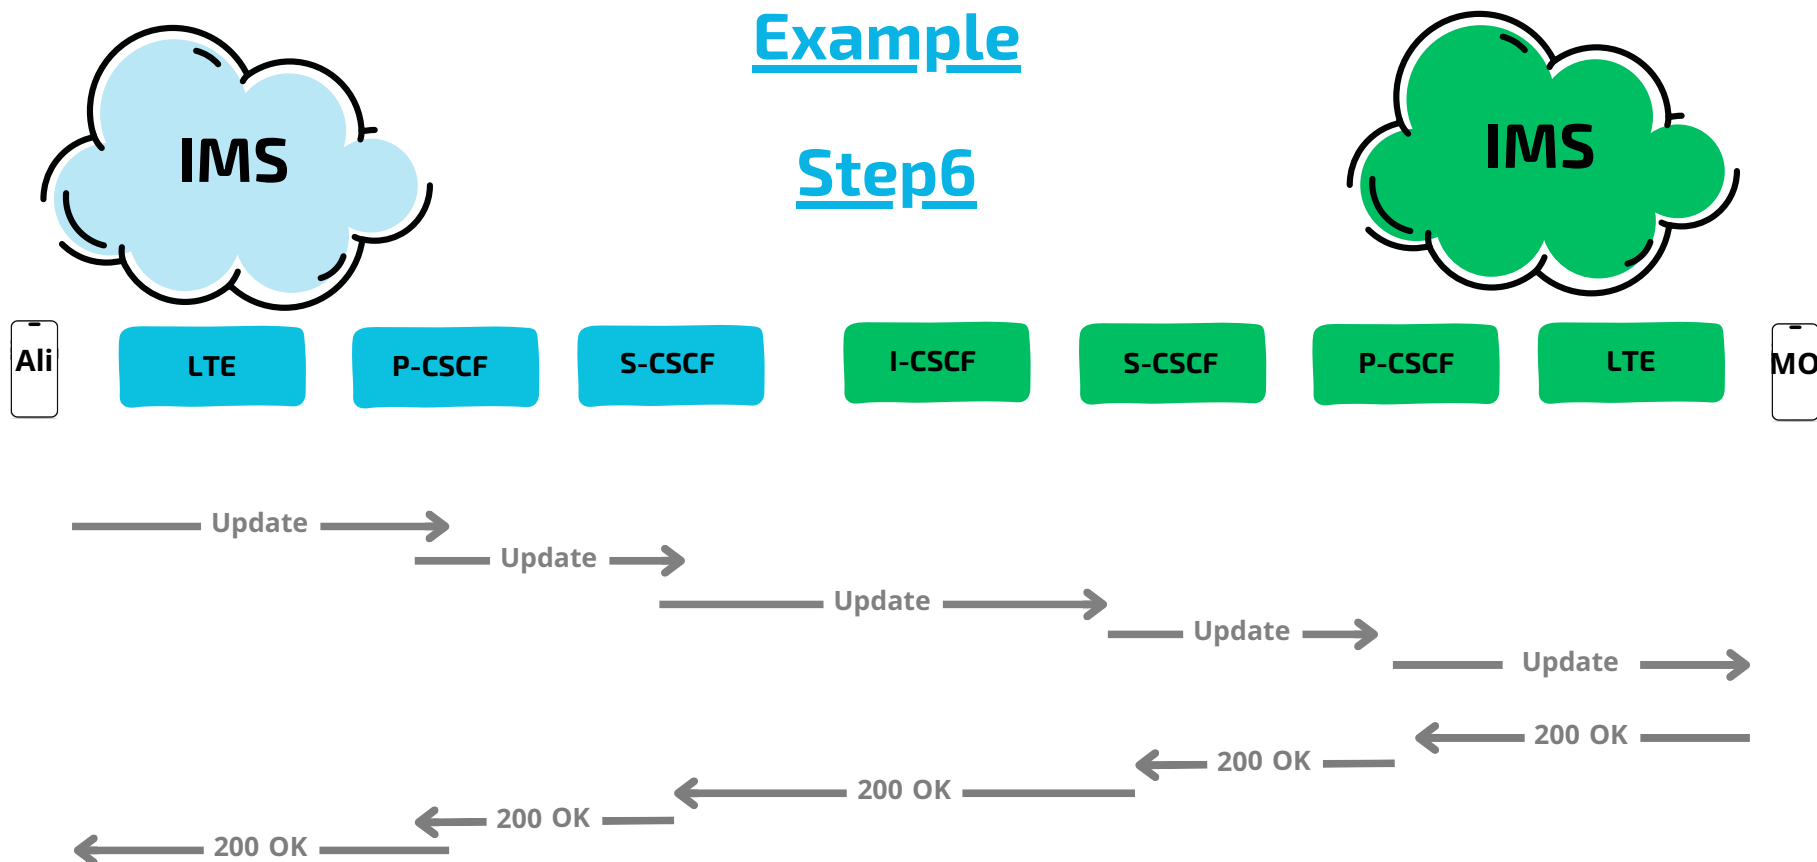 Example
IMS
IMS
Step6
Ali
LTE
P-CSCF
S-CSCF
I-CSCF
S-CSCF
P-CSCF
LTE
MO
Update
Update
Update
Update
Update
200 OK
200 OK
200 OK
200 OK
200 OK